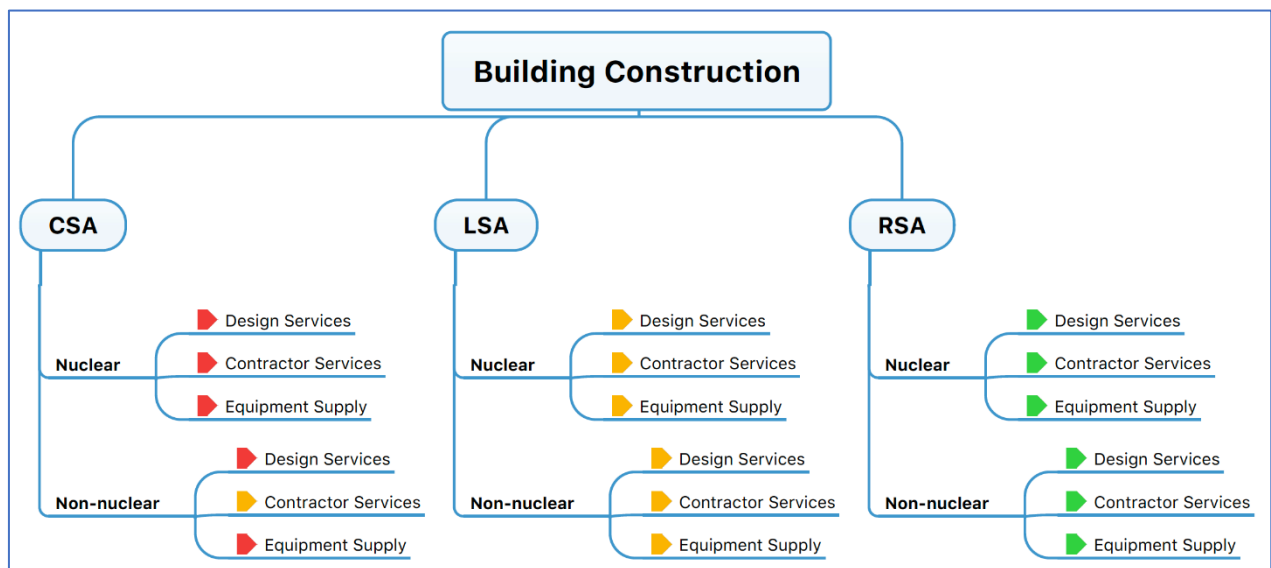 Building Construction
CSA
LSA
RSA
Nuclear
Design Services
Contractor Services
Equipment Supply
Non-nuclear
Design Services
Contractor Services
Equipment Supply
Nuclear
Design Services
Contractor Services
Equipment Supply
Non-nuclear
Design Services
Contractor Services
Equipment Supply
Nuclear
Design Services
Contractor Services
Equipment Supply
Non-nuclear
Design Services
Contractor Services
Equipment Supply